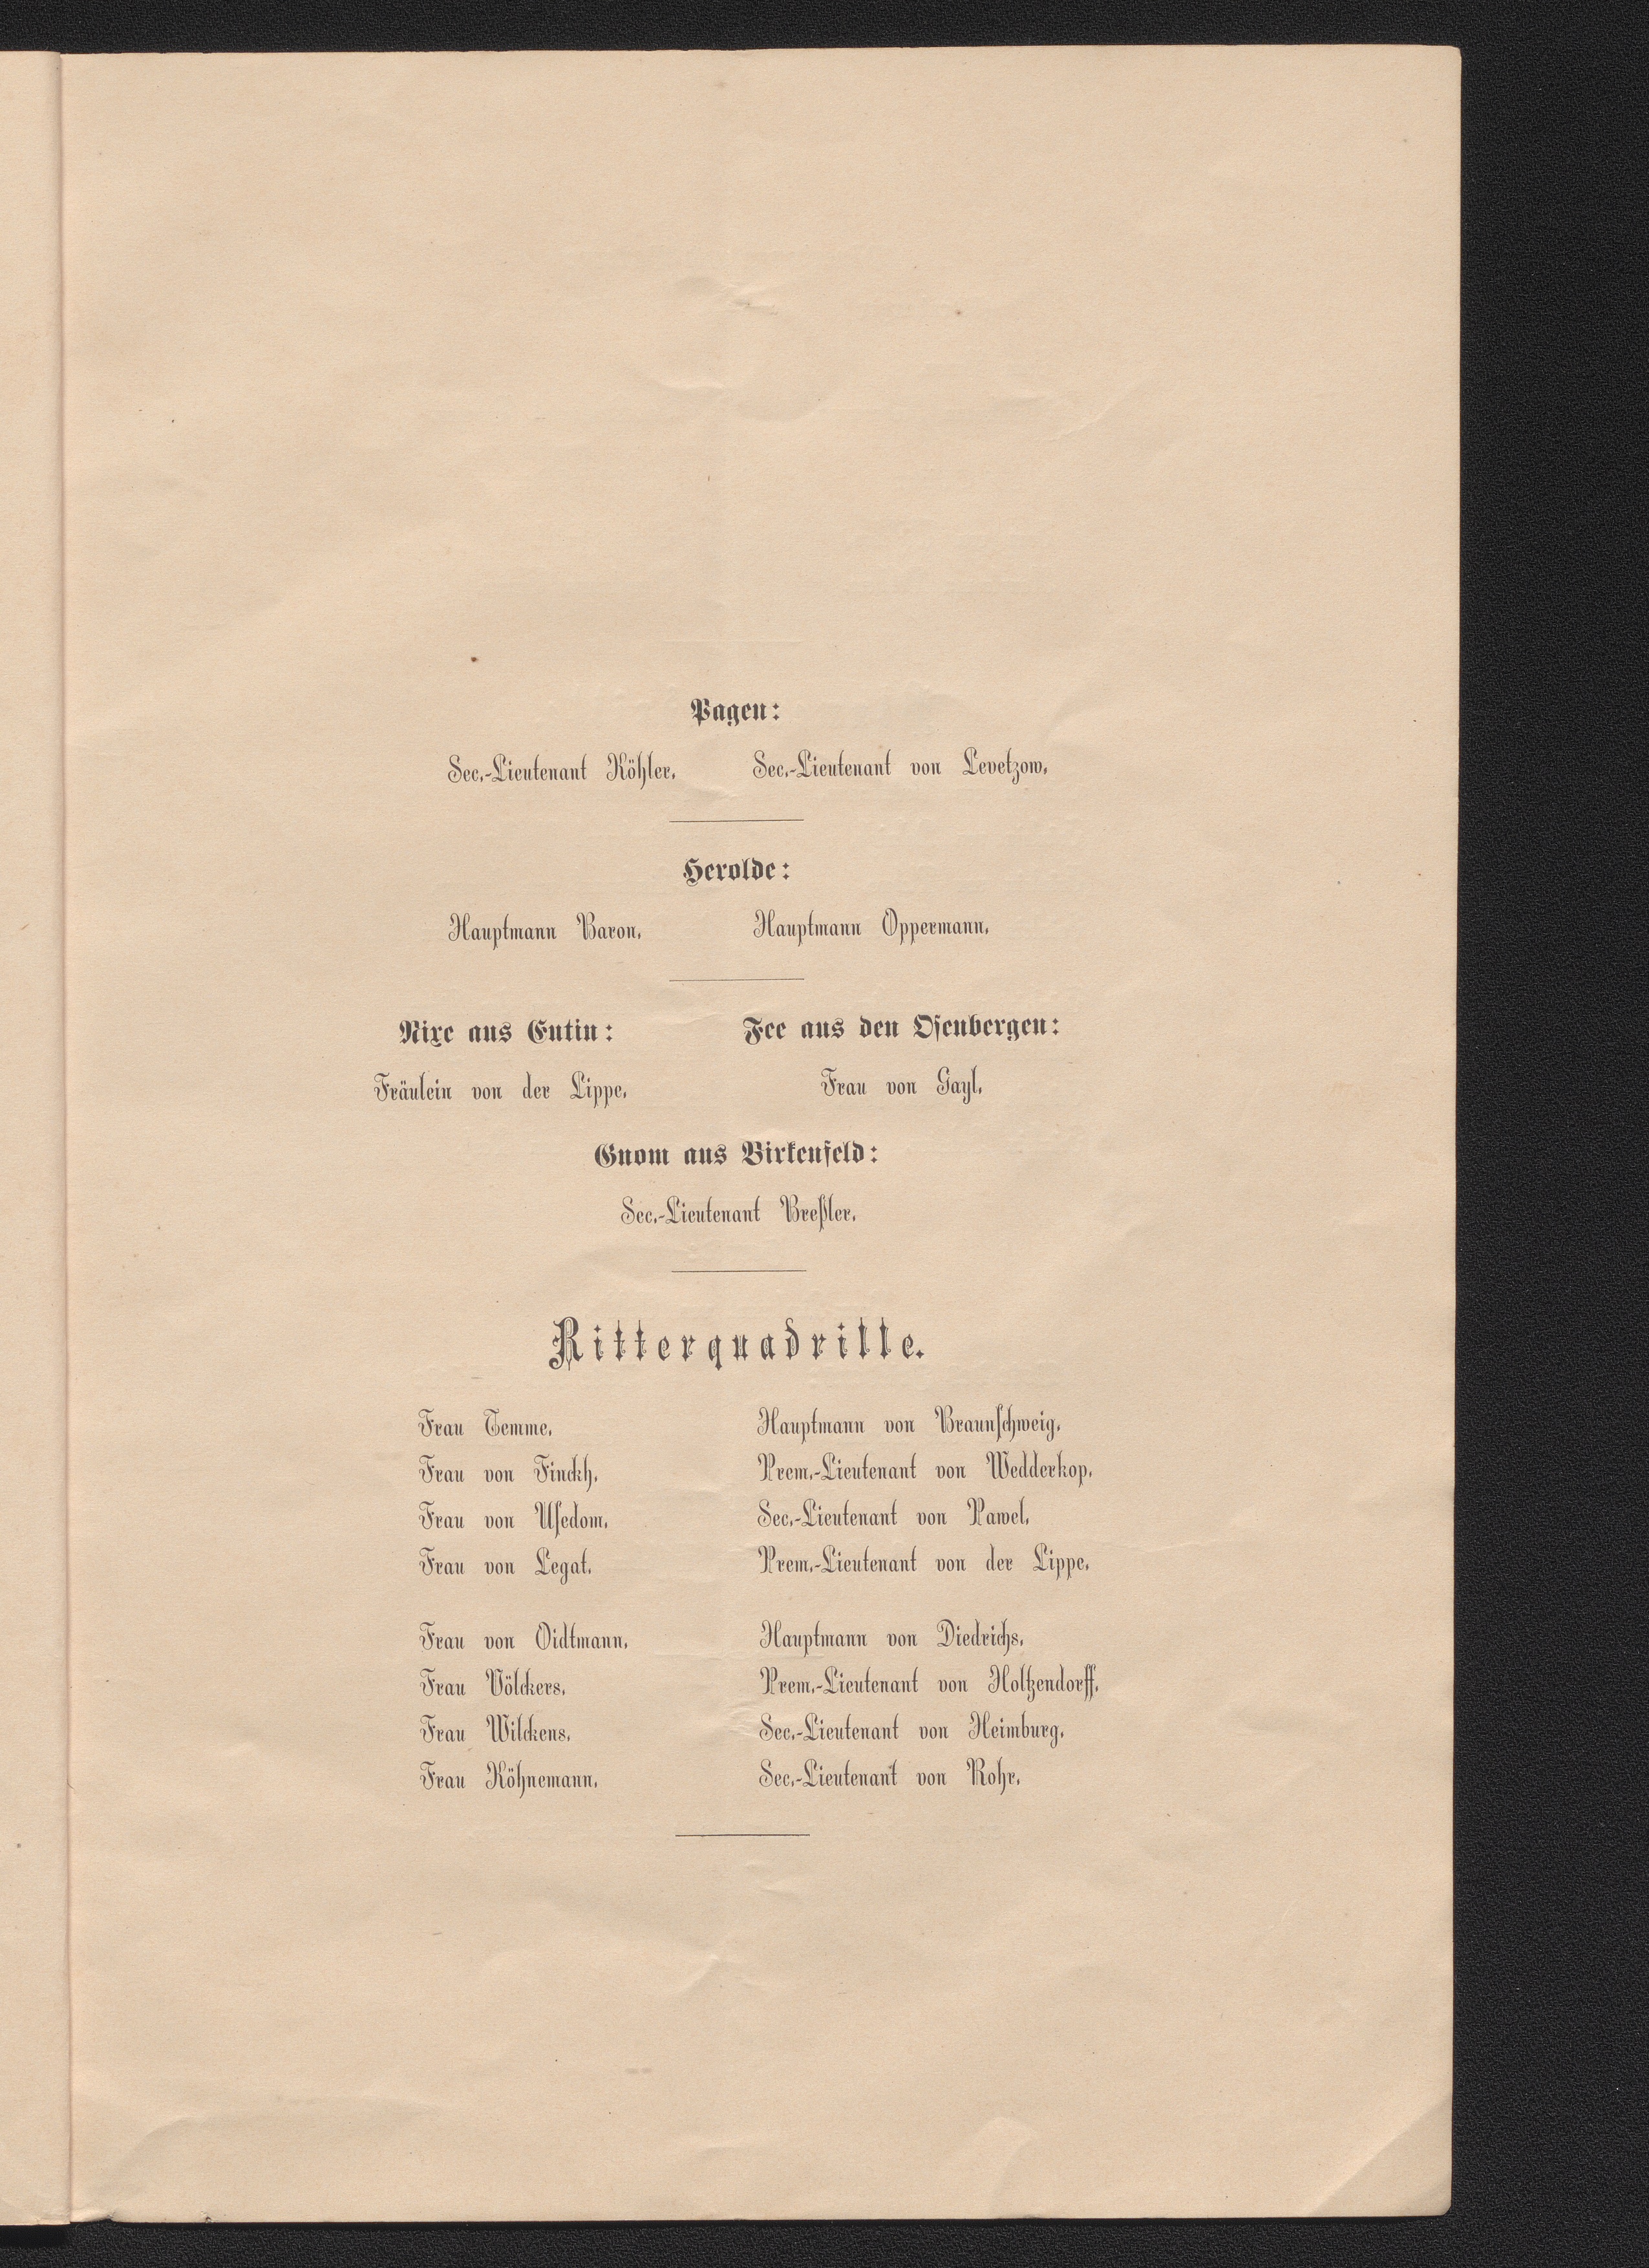 Pagen:
Sec.-Lieutenant Köhler. Sec.-Lieutenant von Levetzow.
Herolde:
Hauptmann Baron. Hauptmann Oppermann.
Nixe aus Eutin: Fee aus den Osenbergen:
Fräulein von der Lippe. Frau von Gayl.
Gnom aus Birkenfeld:
Sec.-Lieutenant Breßler.
Ritterquadrille.
Frau Temme. Hauptmann von Braunschweig.
Frau von Finckh. Prem.-Lieutenant von Wedderkop.
Frau von Usedom. Sec.-Lieutenant von Pawel.
Frau von Legat. Prem.-Lieutenant von der Lippe.
Frau von Oidtmann. Hauptmann von Diedrichs.
Frau Völckers. Prem.-Lieutenant von Holtzendorff.
Frau Wilckens. Sec.-Lieutenant von Heimburg.
Frau Köhnemann. Sec.-Lieutenant von Rohr.